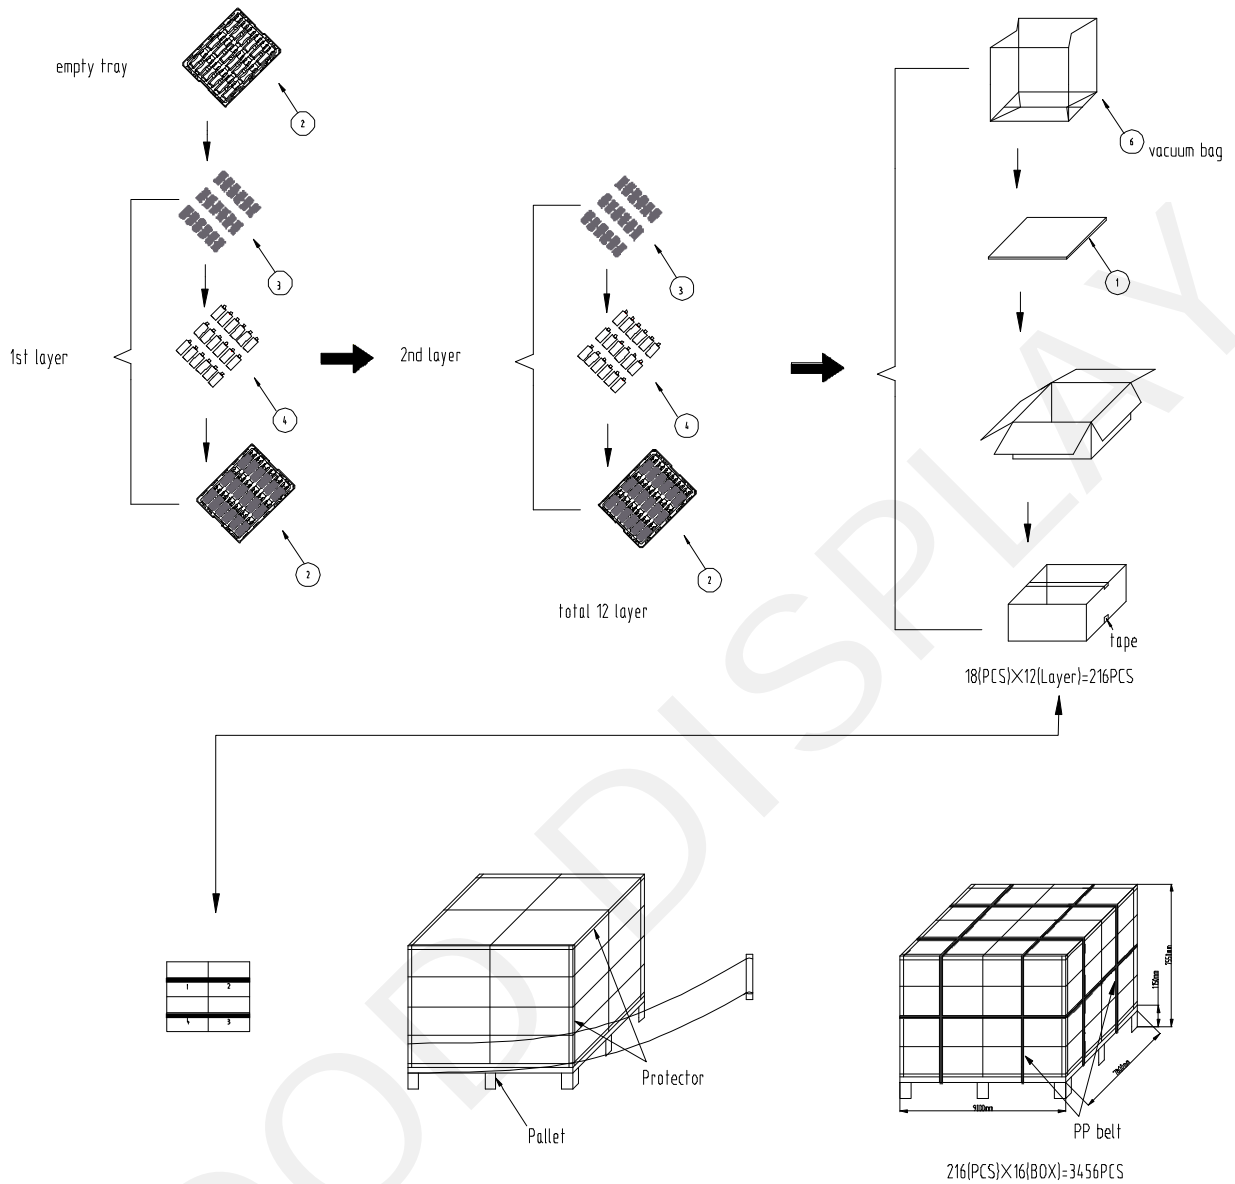 empty tray
2
6
vacuum bag
3
3
1
1st layer
2nd layer
4
4
2
2
total 12 layer
tape
18(PCS)X12(Layer)=216PCS
1 2
4 3
Protector
Pallet
PP belt
216(PCS)X16(BOX)=3456PCS
OOD DISPLAY